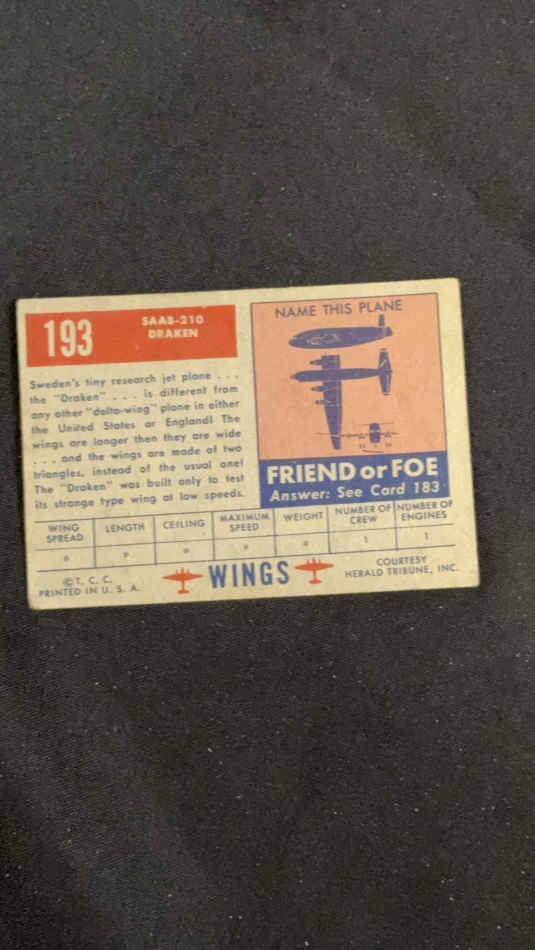 193
SAAB-210
DRAKEN
Sweden's tiny research jet plane . . .
the "Draken" . . . is different from
any other "delta-wing" plane in either
the United States or England! The
wings are longer then they are wide
. . . and the wings are made of two
triangles, instead of the usual one!
The "Draken" was built only to test
its strange type wing at low speeds.
NAME THIS PLANE
FRIEND or FOE
Answer: See Card 183
WING SPREAD LENGTH CEILING MAXIMUM SPEED WEIGHT NUMBER OF CREW NUMBER OF ENGINES
* * * * * 1 1
©T. C. C.
PRINTED IN U. S. A.
WINGS
COURTESY
HERALD TRIBUNE, INC.